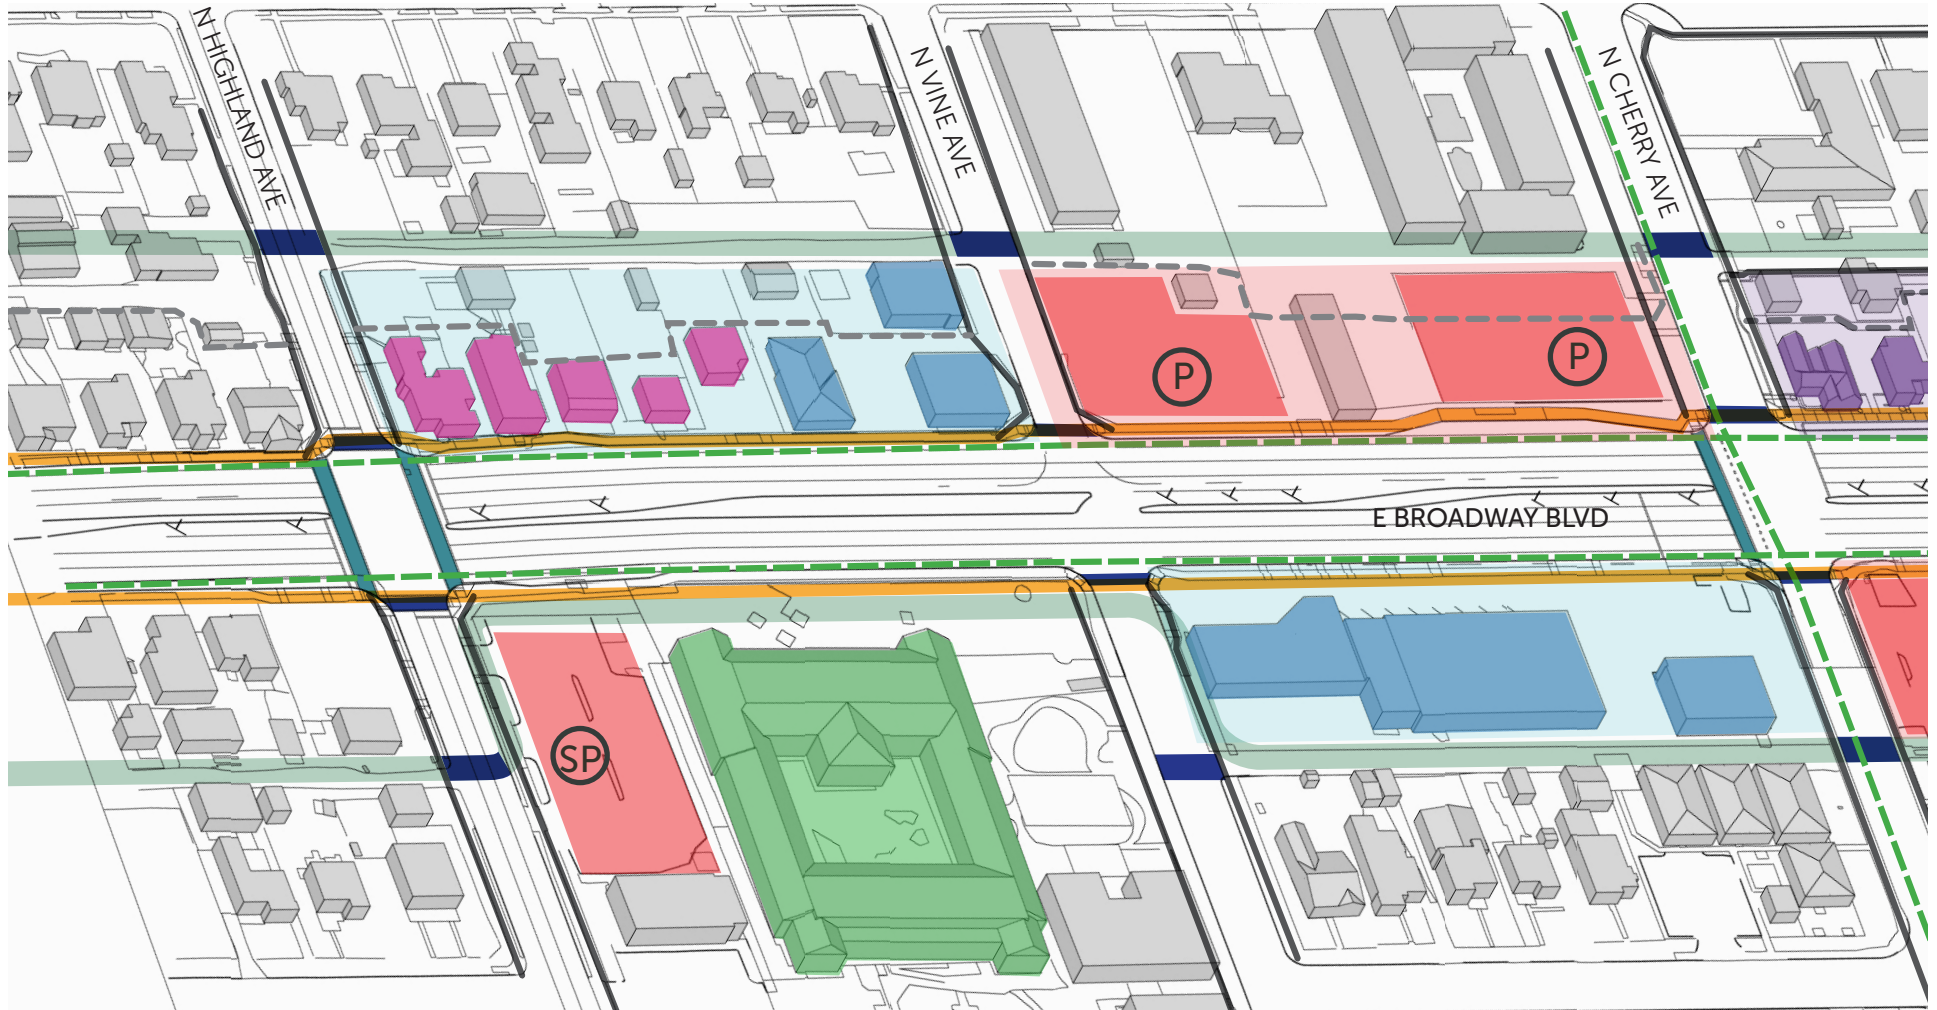 N HIGHLAND AVE
N VINE AVE
N CHERRY AVE
P
P
E BROADWAY BLVD
SP